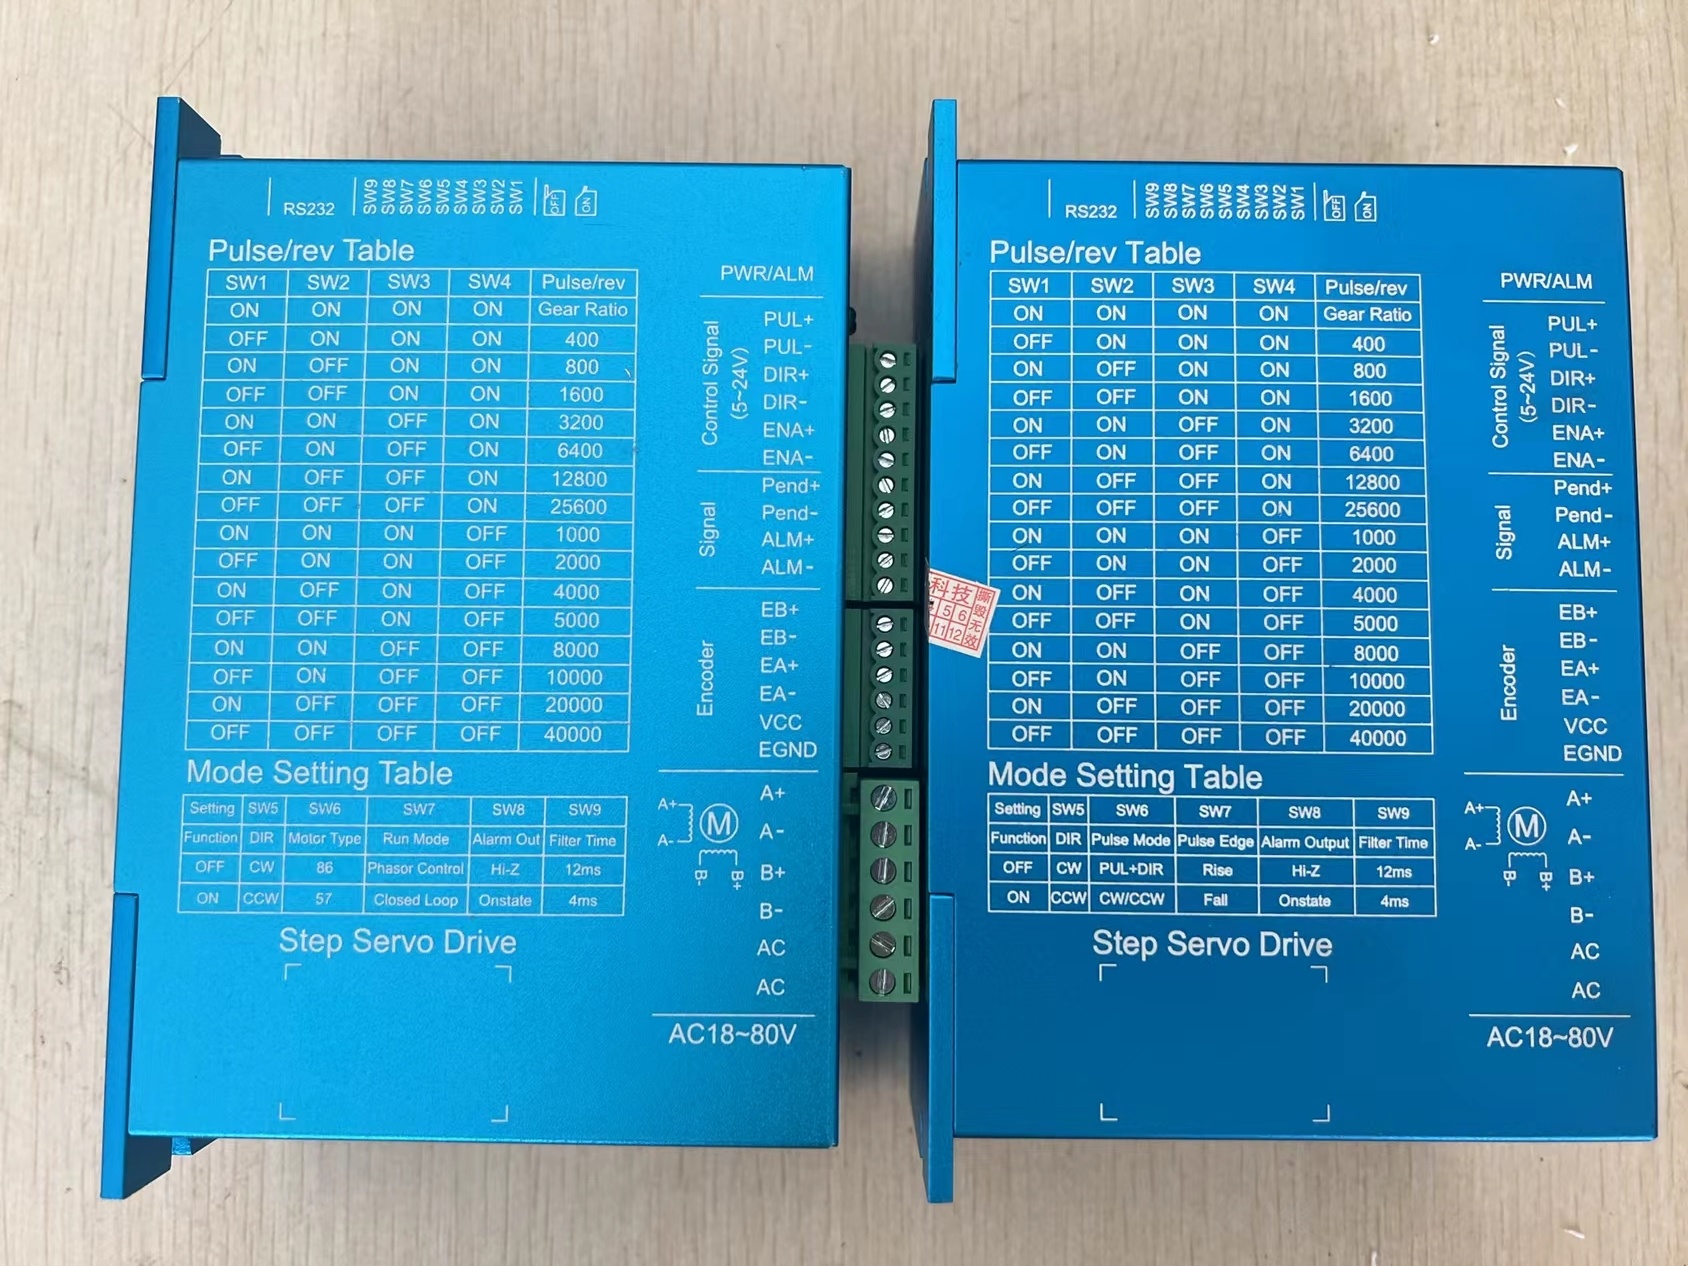 RS232
SW9
SW8
SW7
SW6
SW5
SW4
SW3
SW2
SW1
OFF
ON
Pulse/rev Table
SW1 SW2 SW3 SW4 Pulse/rev
ON ON ON ON Gear Ratio
OFF ON ON ON 400
ON OFF ON ON 800
OFF OFF ON ON 1600
ON ON OFF ON 3200
OFF ON OFF ON 6400
ON OFF OFF ON 12800
OFF OFF OFF ON 25600
ON ON ON OFF 1000
OFF ON ON OFF 2000
ON OFF ON OFF 4000
OFF OFF ON OFF 5000
ON ON OFF OFF 8000
OFF ON OFF OFF 10000
ON OFF OFF OFF 20000
OFF OFF OFF OFF 40000
Mode Setting Table
Setting SW5 SW6 SW7 SW8 SW9
Function DIR Motor Type Run Mode Alarm Out Filter Time
OFF CW 86 Phasor Control Hi-Z 12ms
ON CCW 57 Closed Loop Onstate 4ms
Step Servo Drive
PWR/ALM
Control Signal
(5~24V)
PUL+
PUL-
DIR+
DIR-
ENA+
ENA-
Signal
Pend+
Pend-
ALM+
ALM-
Encoder
EB+
EB-
EA+
EA-
VCC
EGND
A+
A-
M
B-
B+
A+
A-
B+
B-
AC
AC
AC18~80V
科技
5 6
11 12
撕毁无效
RS232
SW9
SW8
SW7
SW6
SW5
SW4
SW3
SW2
SW1
OFF
ON
Pulse/rev Table
SW1 SW2 SW3 SW4 Pulse/rev
ON ON ON ON Gear Ratio
OFF ON ON ON 400
ON OFF ON ON 800
OFF OFF ON ON 1600
ON ON OFF ON 3200
OFF ON OFF ON 6400
ON OFF OFF ON 12800
OFF OFF OFF ON 25600
ON ON ON OFF 1000
OFF ON ON OFF 2000
ON OFF ON OFF 4000
OFF OFF ON OFF 5000
ON ON OFF OFF 8000
OFF ON OFF OFF 10000
ON OFF OFF OFF 20000
OFF OFF OFF OFF 40000
Mode Setting Table
Setting SW5 SW6 SW7 SW8 SW9
Function DIR Pulse Mode Pulse Edge Alarm Output Filter Time
OFF CW PUL+DIR Rise Hi-Z 12ms
ON CCW CW/CCW Fall Onstate 4ms
Step Servo Drive
PWR/ALM
Control Signal
(5~24V)
PUL+
PUL-
DIR+
DIR-
ENA+
ENA-
Signal
Pend+
Pend-
ALM+
ALM-
Encoder
EB+
EB-
EA+
EA-
VCC
EGND
A+
A-
M
B-
B+
A+
A-
B+
B-
AC
AC
AC18~80V